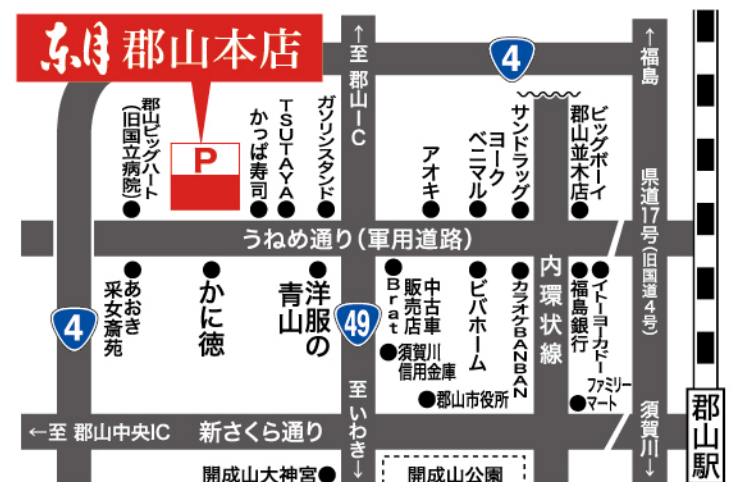 东月 郡山本店
P
↑至 郡山IC
4
↑福島
郡山ビッグハート
(旧国立病院)
かっぱ寿司
TSUTAYA
ガソリンスタンド
アオキ
ヨーク
ベニマル
サンドラッグ
ビッグボーイ
郡山並木店
県道17号(旧国道4号)
うねめ通り(軍用道路)
4
あおき
采女斎苑
かに徳
洋服の
青山
49
中古車
販売店
Brat
須賀川
信用金庫
ビバホーム
郡山市役所
カラオケBANBAN
内環状線
福島銀行
イトーヨーカドー
ファミリー
マート
←至 郡山中央IC
新さくら通り
至 いわき↓
須賀川↓
郡山駅
開成山大神宮
開成山公園